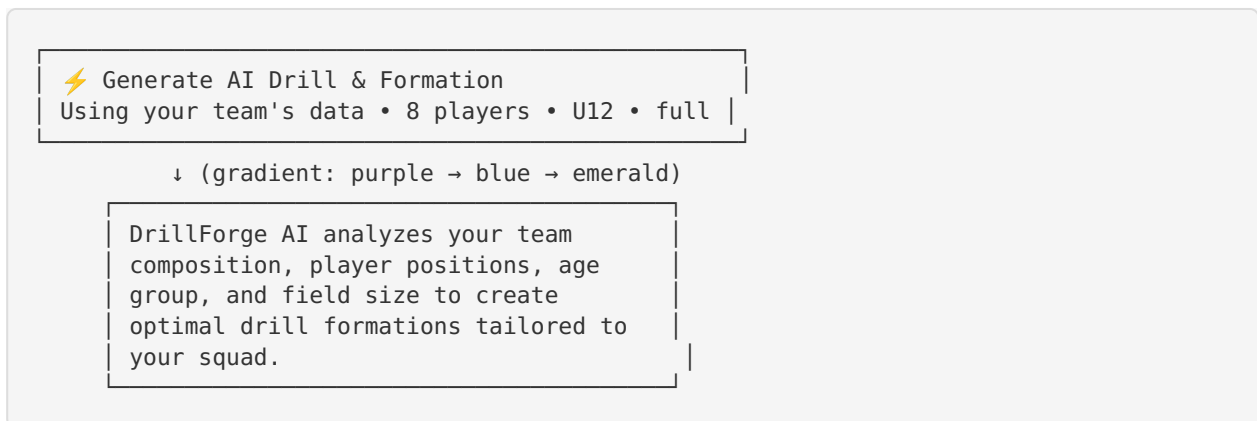 ⚡ Generate AI Drill & Formation
Using your team's data • 8 players • U12 • full
↓ (gradient: purple → blue → emerald)
DrillForge AI analyzes your team
composition, player positions, age
group, and field size to create
optimal drill formations tailored to
your squad.